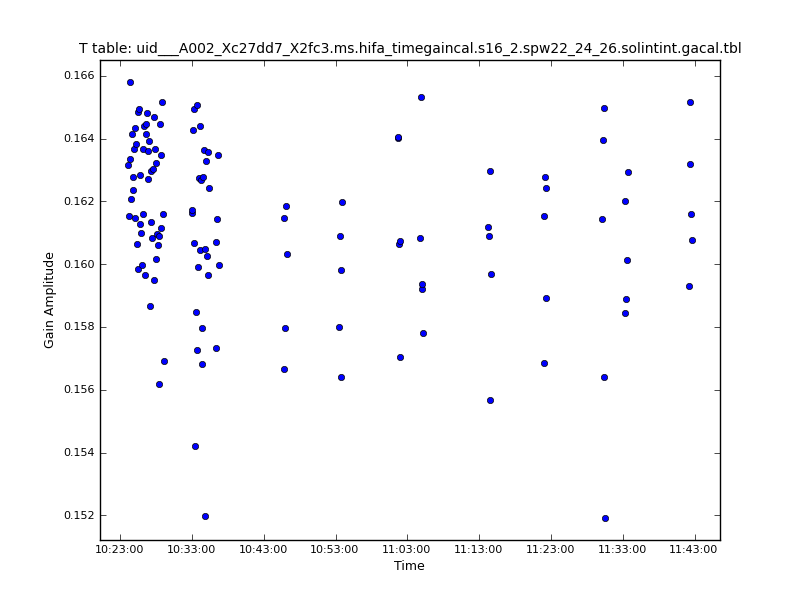 T table: uid___A002_Xc27dd7_X2fc3.ms.hifa_timegaincal.s16_2.spw22_24_26.solintint.gacal.tbl
0.166
0.164
0.162
0.160
0.158
0.156
0.154
0.152
Gain Amplitude
10:23:00 10:33:00 10:43:00 10:53:00 11:03:00 11:13:00 11:23:00 11:33:00 11:43:00
Time